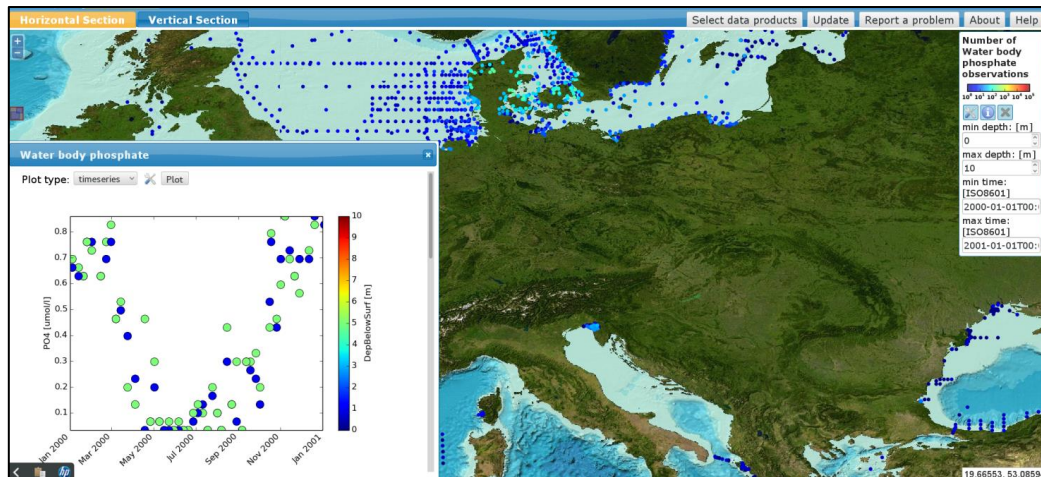 Horizontal Section
Vertical Section
Select data products
Update
Report a problem
About
Help
+
−
Number of
Water body
phosphate
observations
10⁰ 10¹ 10² 10³ 10⁴ 10⁵
min depth: [m]
0
max depth: [m]
10
min time:
[ISO8601]
2000-01-01T00:
max time:
[ISO8601]
2001-01-01T00:
Water body phosphate
Plot type:
timeseries
Plot
0.8
0.7
0.6
0.5
0.4
0.3
0.2
0.1
PO4 [umol/l]
Jan 2000
Mar 2000
May 2000
Jul 2000
Sep 2000
Nov 2000
Jan 2001
10
9
8
7
6
5
4
3
2
1
0
DepBelowSurf [m]
hp
19.66553, 53.08594